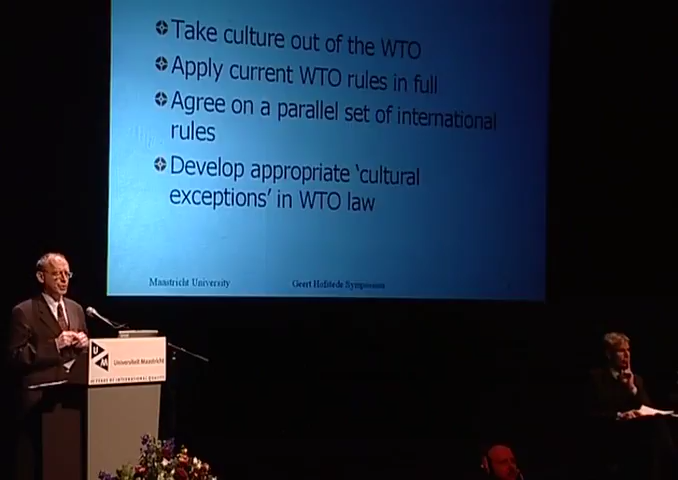 Take culture out of the WTO
Apply current WTO rules in full
Agree on a parallel set of international
rules
Develop appropriate ‘cultural
exceptions’ in WTO law
Maastricht University
Geert Hofstede Symposium
U
M
Universiteit Maastricht